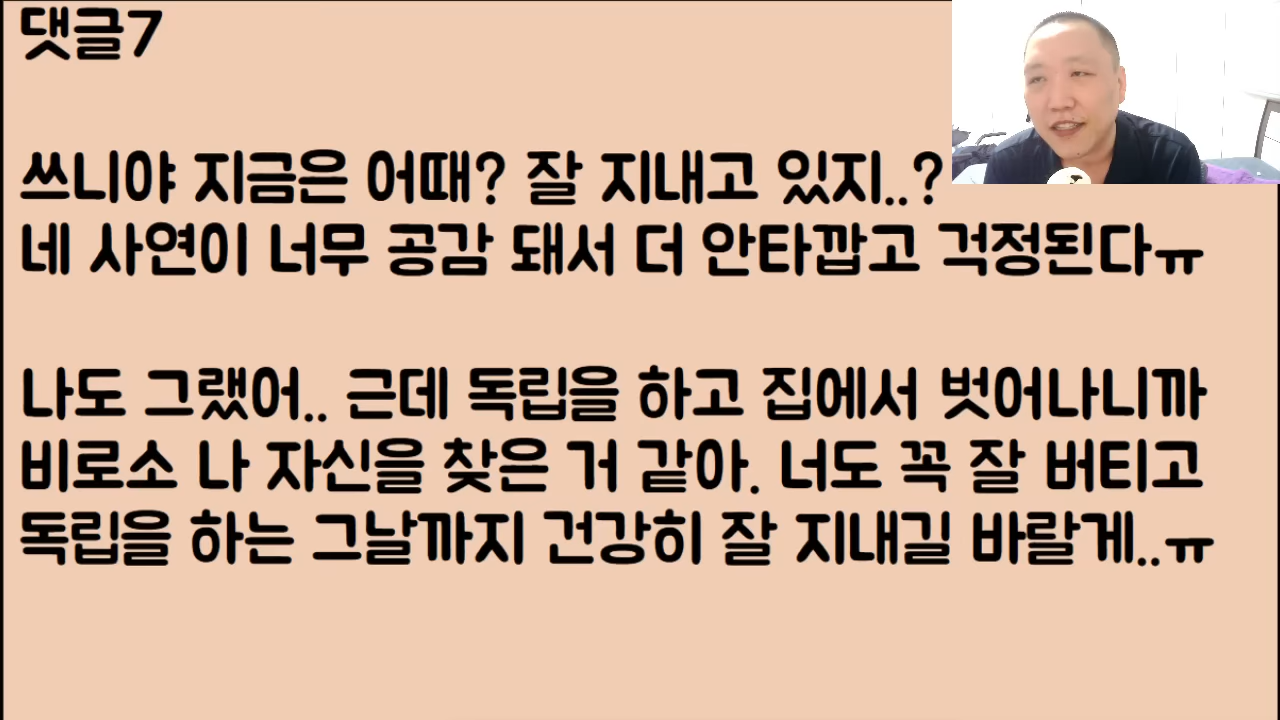 댓글7
쓰니야 지금은 어때? 잘 지내고 있지..?
네 사연이 너무 공감 돼서 더 안타깝고 걱정된다ㅠ
나도 그랬어.. 근데 독립을 하고 집에서 벗어나니까
비로소 나 자신을 찾은 거 같아. 너도 꼭 잘 버티고
독립을 하는 그날까지 건강히 잘 지내길 바랄게..ㅠ